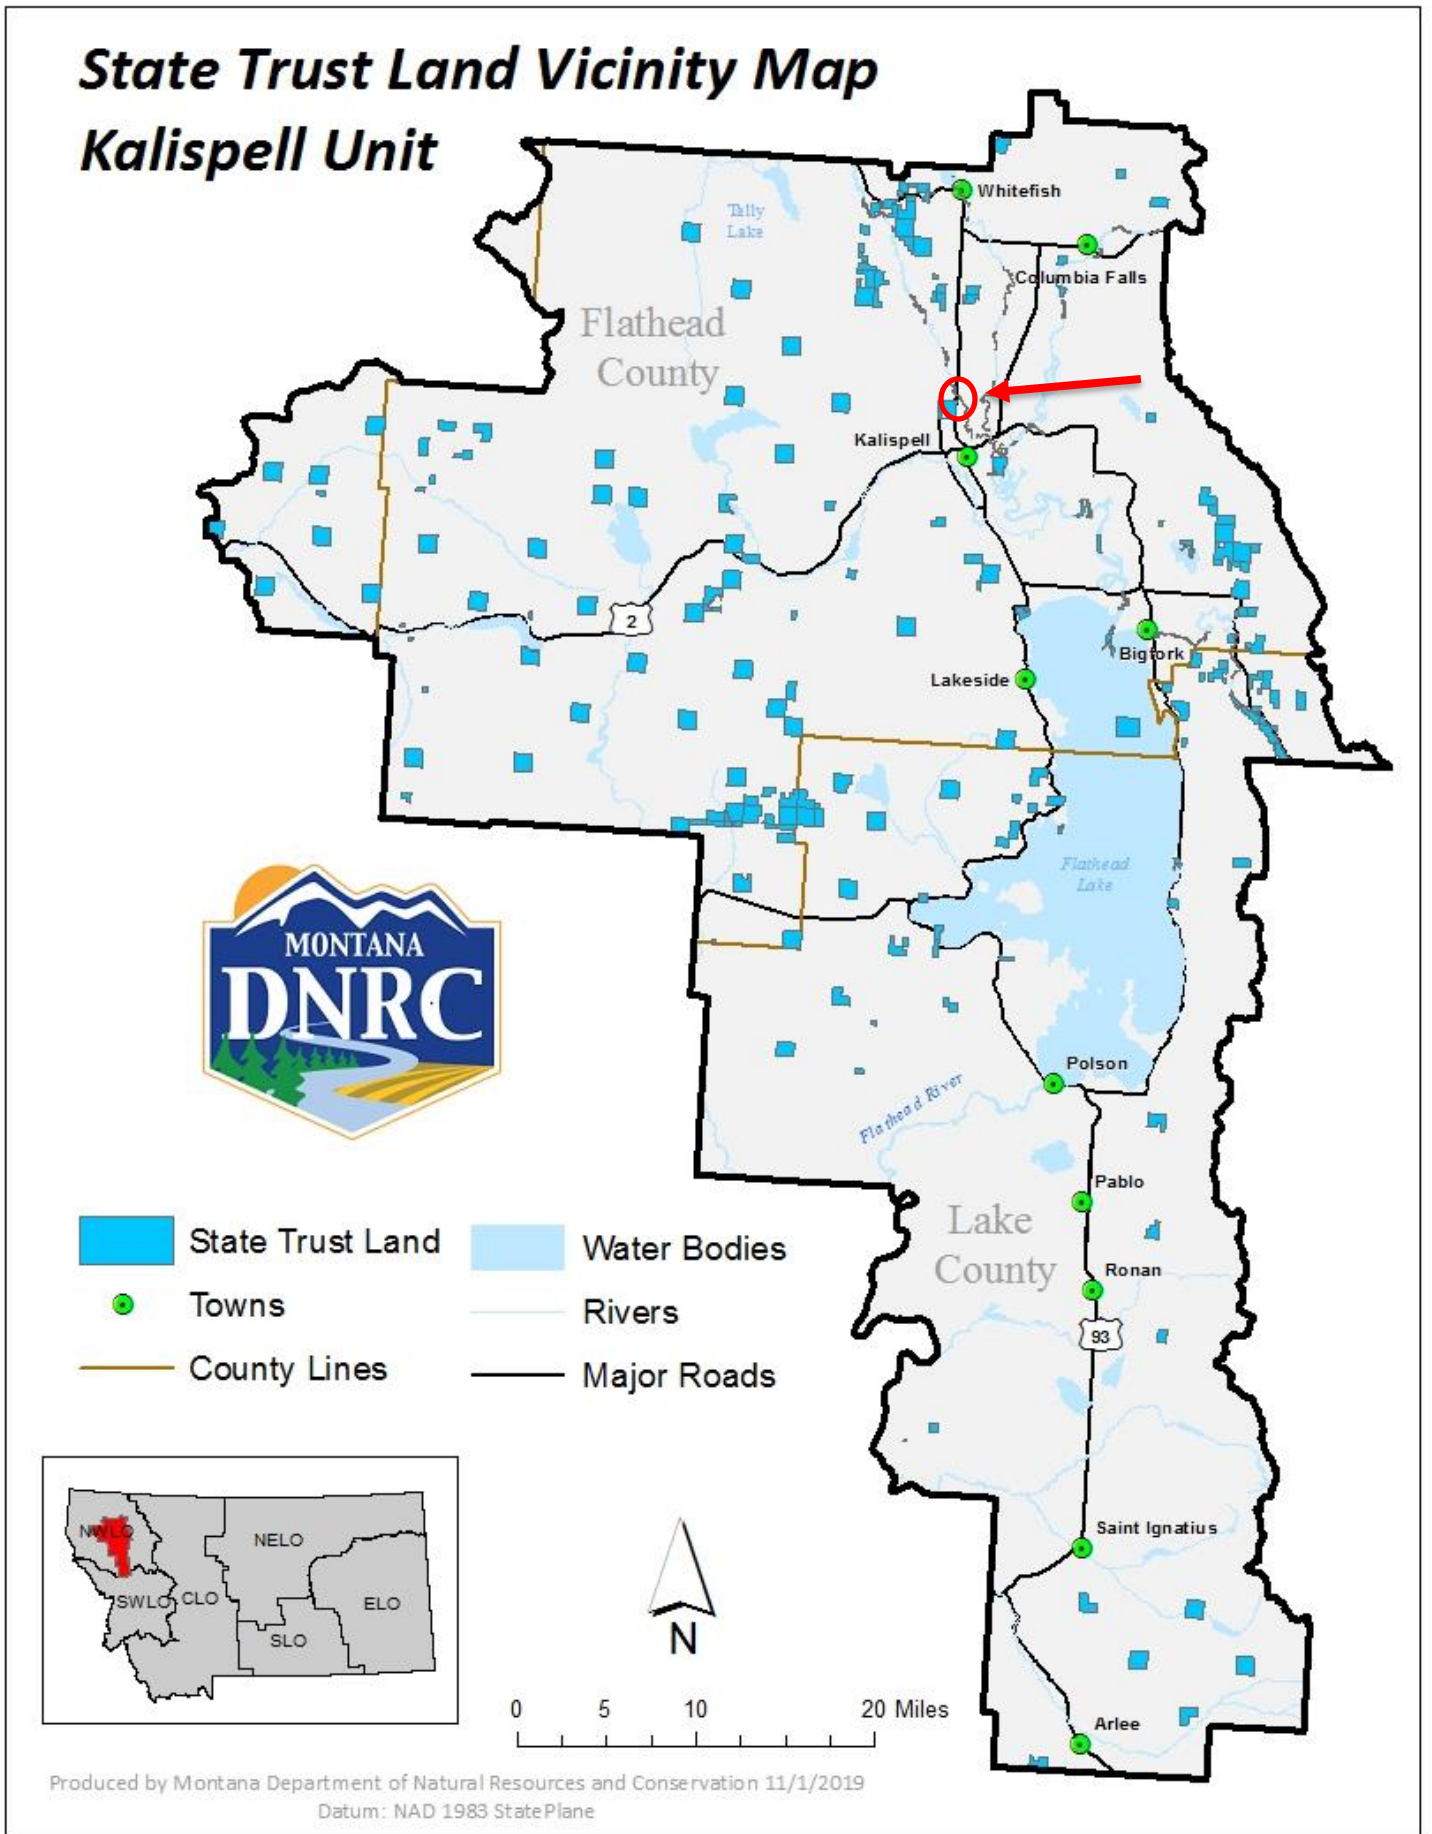 State Trust Land Vicinity Map
Kalispell Unit
Whitefish
Tally
Lake
Columbia Falls
Flathead
County
Kalispell
2
Bigfork
Lakeside
Flathead
Lake
MONTANA
DNRC
Polson
Flathead River
Pablo
Lake
County
Ronan
93
State Trust Land
Water Bodies
Towns
Rivers
County Lines
Major Roads
Saint Ignatius
NWLO
NELO
SWLO
CLO
ELO
SLO
N
0 5 10 20 Miles
Arlee
Produced by Montana Department of Natural Resources and Conservation 11/1/2019
Datum: NAD 1983 StatePlane